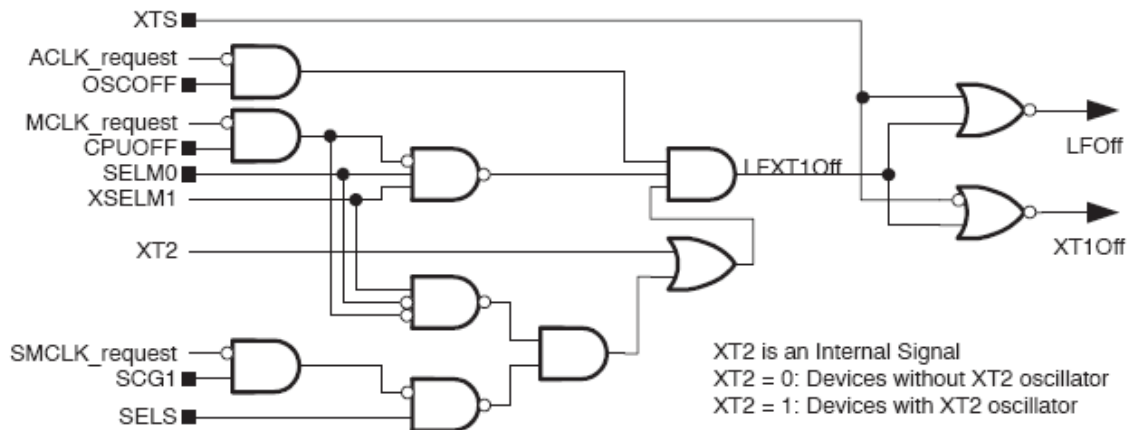 XTS
ACLK_request
OSCOFF
MCLK_request
CPUOFF
SELM0
XSELM1
LFXT1Off
LFOff
XT1Off
XT2
SMCLK_request
SCG1
SELS
XT2 is an Internal Signal
XT2 = 0: Devices without XT2 oscillator
XT2 = 1: Devices with XT2 oscillator